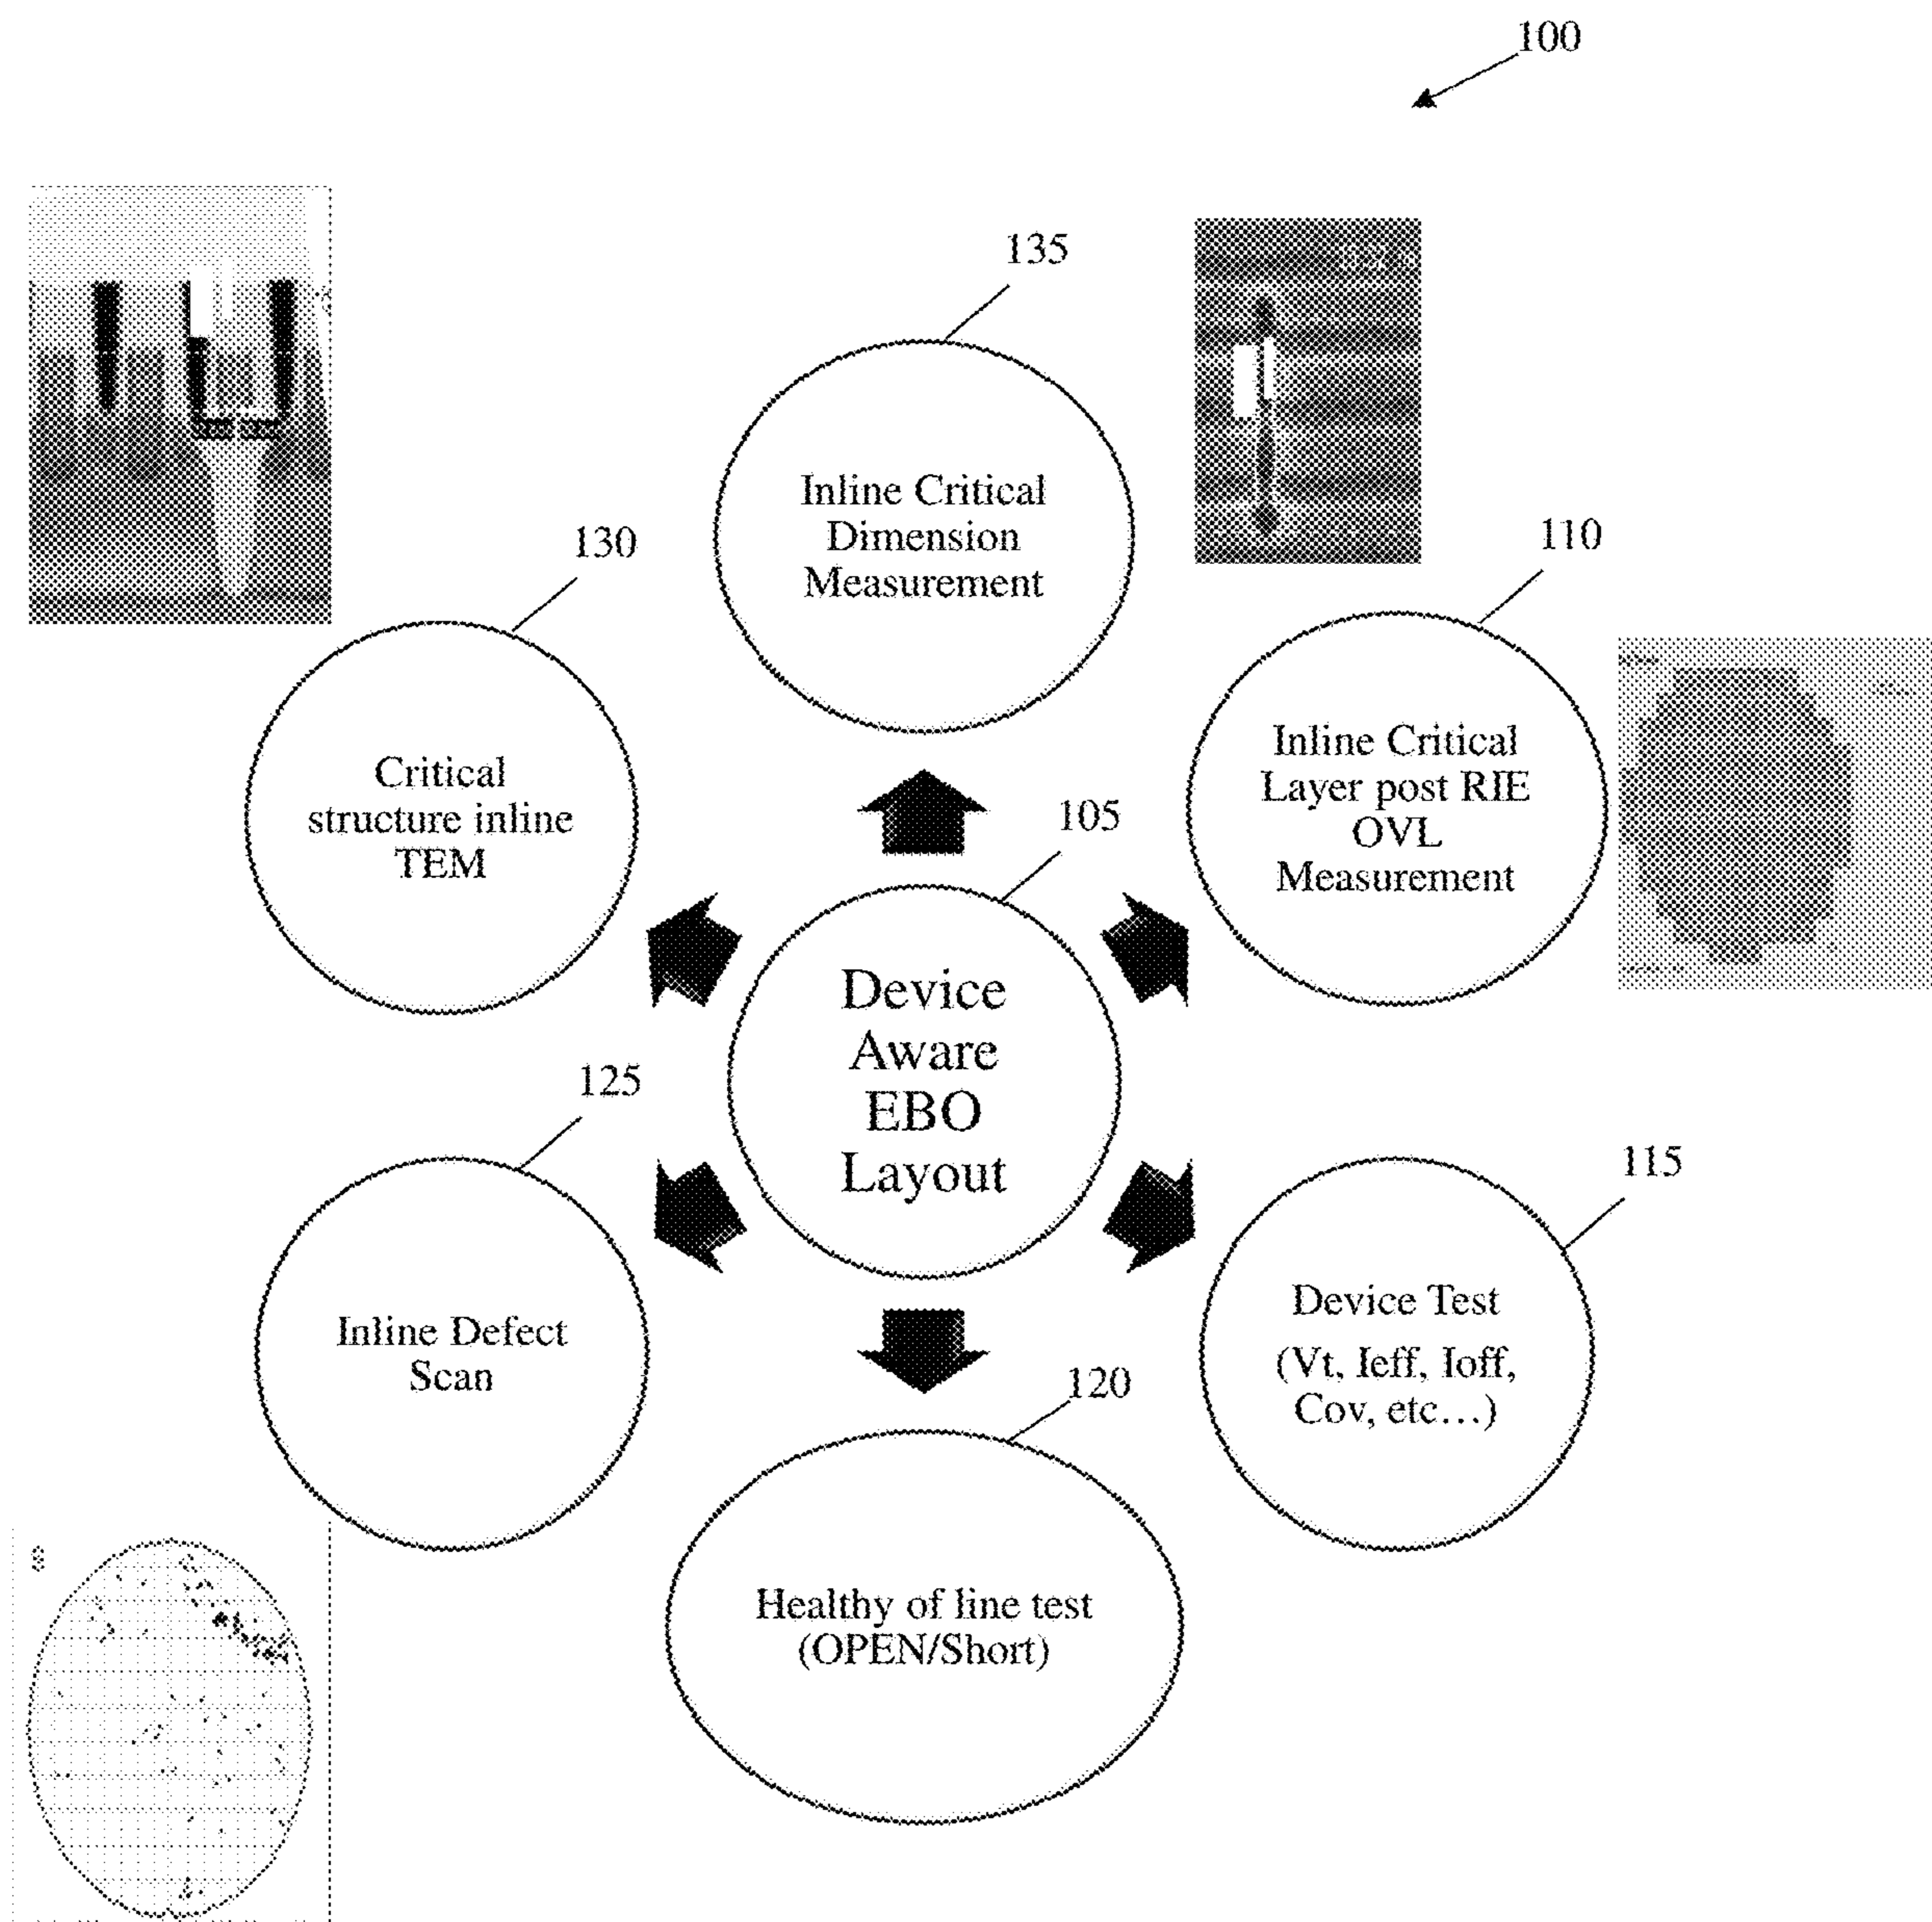 100
135
Inline Critical
Dimension
Measurement
130
Critical
structure inline
TEM
110
Inline Critical
Layer post RIE
OVL
Measurement
105
Device
Aware
EBO
Layout
125
Inline Defect
Scan
115
Device Test
(Vt, Ieff, Ioff,
Cov, etc...)
120
Healthy of line test
(OPEN/Short)